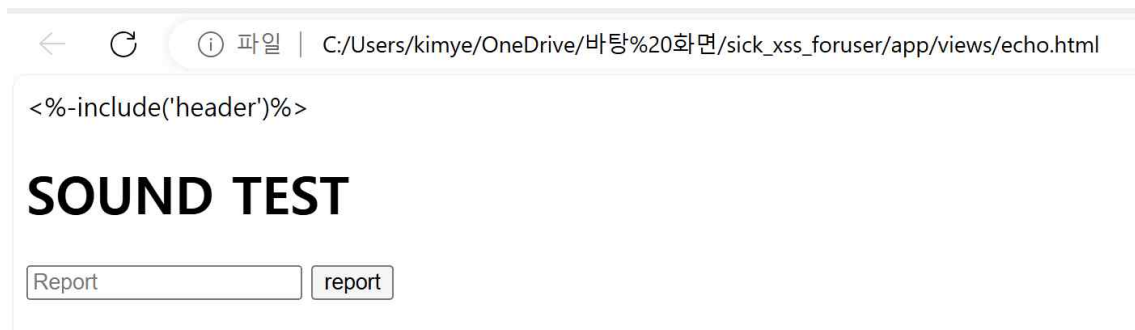 파일 | C:/Users/kimye/OneDrive/바탕%20화면/sick_xss_foruser/app/views/echo.html
<%-include('header')%>
SOUND TEST
Report report